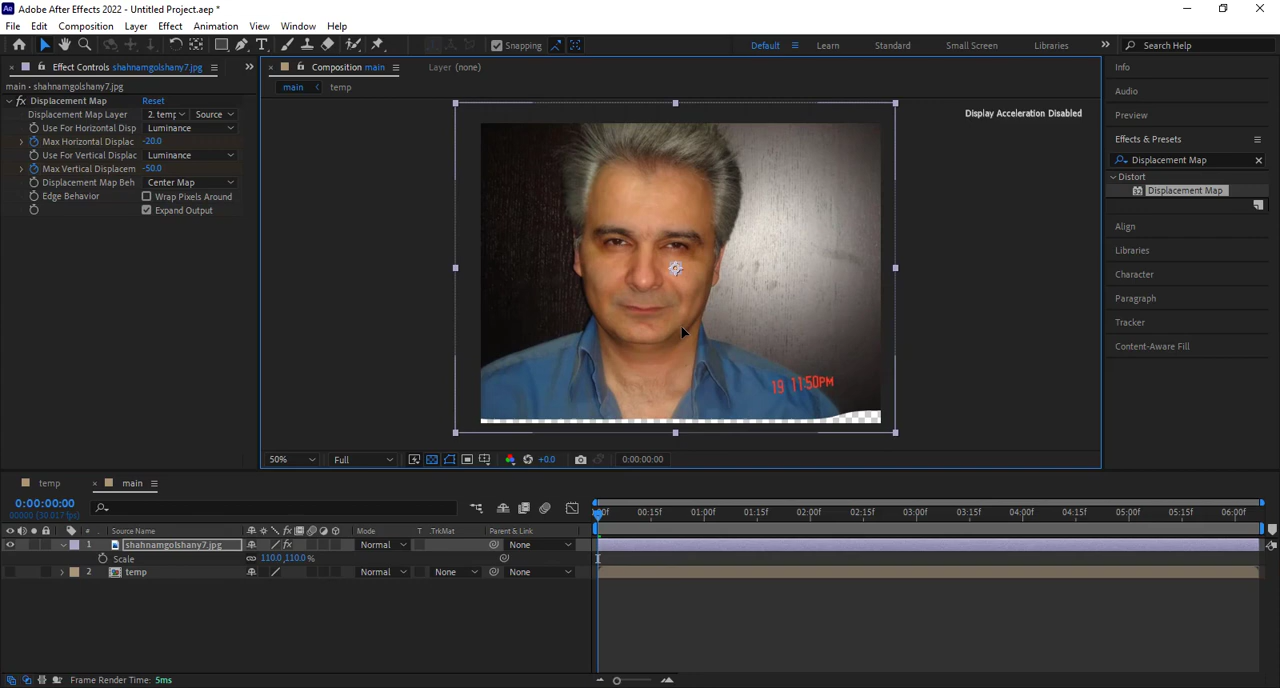 Adobe After Effects 2022 - Untitled Project.aep *
File Edit Composition Layer Effect Animation View Window Help
Snapping Default Learn Standard Small Screen Libraries Search Help
Effect Controls shahnamgolshany7.jpg
Composition main
Layer (none)
Info
main • shahnamgolshany7.jpg
main temp
Audio
Displacement Map Reset
Display Acceleration Disabled
Displacement Map Layer 2. temp Source
Preview
Use For Horizontal Disp Luminance
Max Horizontal Displac -20.0
Effects & Presets
Use For Vertical Displac Luminance
Displacement Map
Max Vertical Displacem -50.0
Distort
Displacement Map Beh Center Map
Displacement Map
Edge Behavior Wrap Pixels Around
Expand Output
Align
Libraries
Character
Paragraph
Tracker
Content-Aware Fill
19 11:50PM
50% Full +0.0 0:00:00:00
temp main
0:00:00:00
00000 (30.017 fps)
00f 00:15f 01:00f 00:15f 02:00f 02:15f 03:00f 03:15f 04:00f 04:15f 05:00f 05:15f 06:00f
# Source Name Mode T .TrkMat Parent & Link
1 shahnamgolshany7.jpg Normal None
Scale 110.0,110.0 %
2 temp Normal None None
Frame Render Time: 5ms